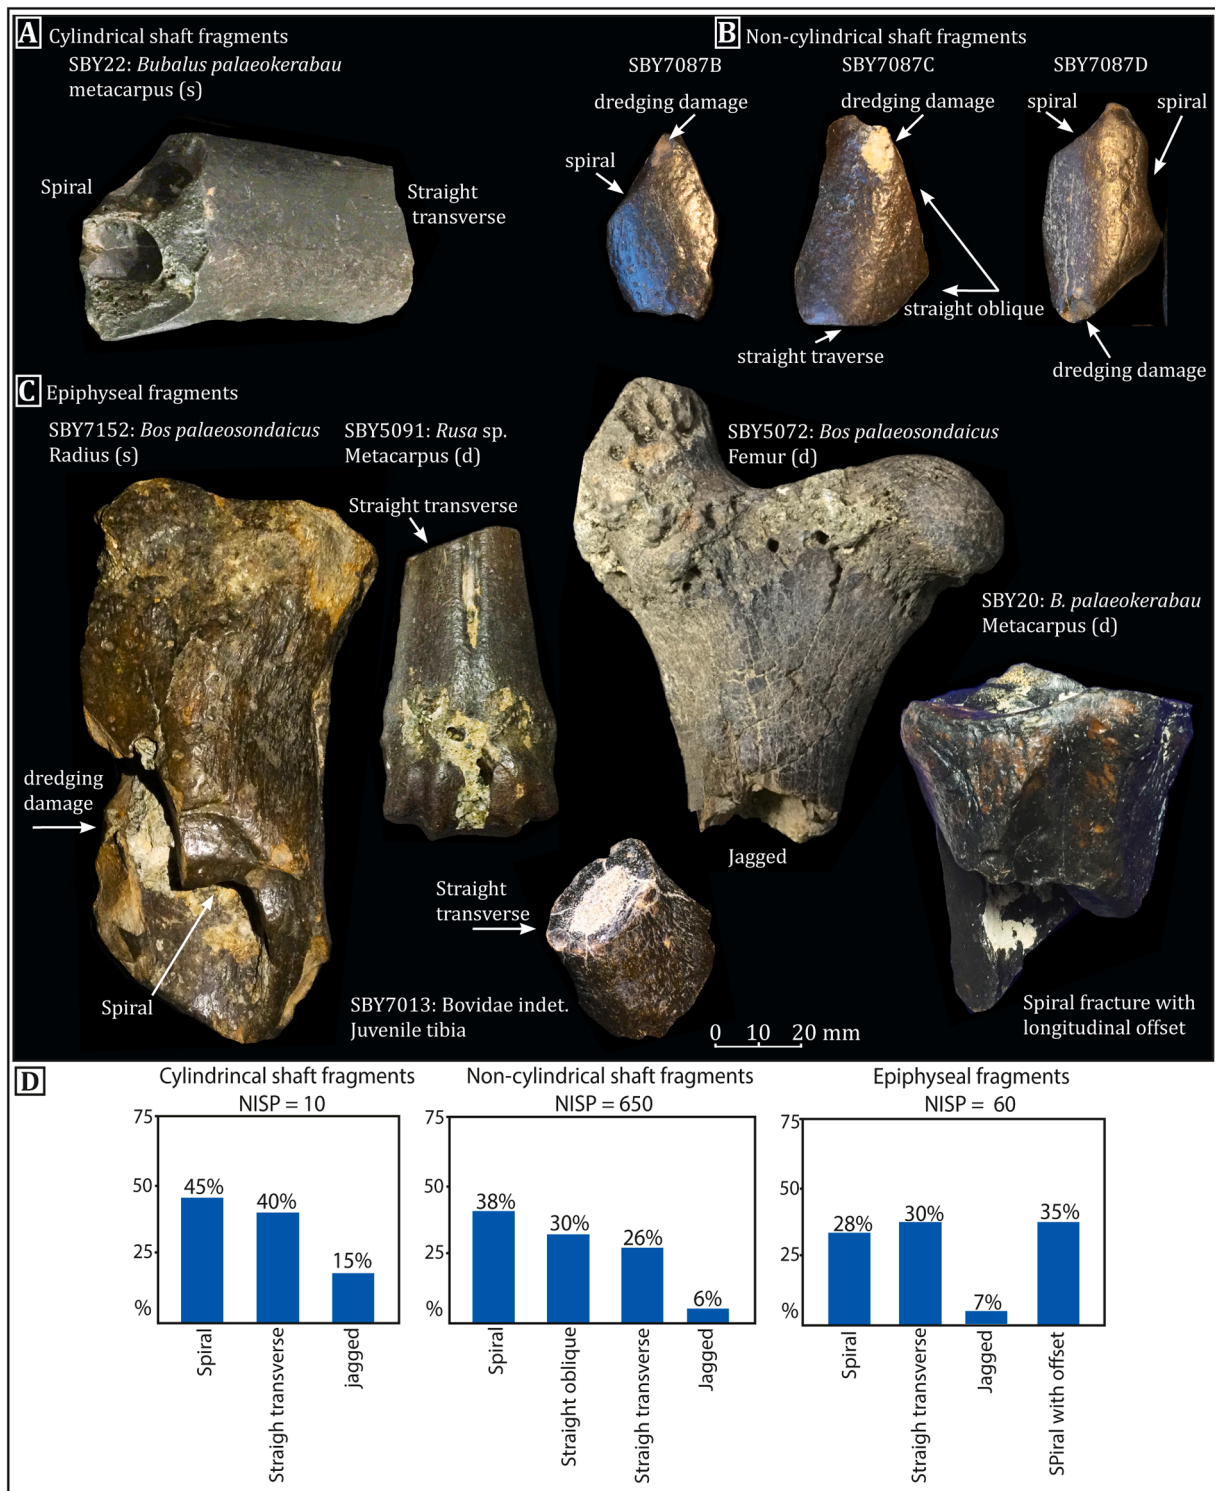 A Cylindrical shaft fragments
SBY22: Bubalus palaeokerabau
metacarpus (s)
Spiral
Straight
transverse
B Non-cylindrical shaft fragments
SBY7087B
dredging damage
spiral
SBY7087C
dredging damage
straight oblique
straight traverse
SBY7087D
spiral
spiral
dredging damage
C Epiphyseal fragments
SBY7152: Bos palaeosondaicus
Radius (s)
dredging
damage
Spiral
SBY5091: Rusa sp.
Metacarpus (d)
Straight transverse
SBY5072: Bos palaeosondaicus
Femur (d)
Jagged
SBY20: B. palaeokerabau
Metacarpus (d)
Spiral fracture with
longitudinal offset
Straight
transverse
SBY7013: Bovidae indet.
Juvenile tibia
0 10 20 mm
D
Cylindrincal shaft fragments
NISP = 10
75
50
25
%
45%
40%
15%
Spiral
Straigh transverse
jagged
Non-cylindrical shaft fragments
NISP = 650
75
50
25
%
38%
30%
26%
6%
Spiral
Straight oblique
Straigh transverse
Jagged
Epiphyseal fragments
NISP = 60
75
50
25
%
28%
30%
7%
35%
Spiral
Straigh transverse
Jagged
SPiral with offset